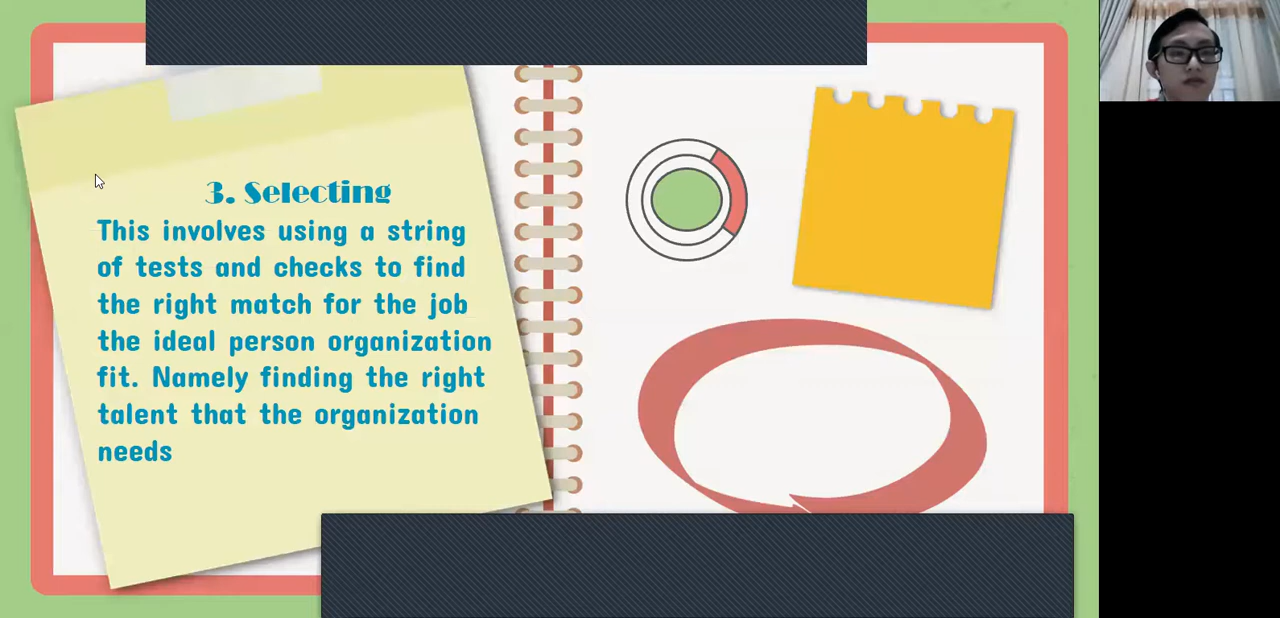 3. Selecting
This involves using a string
of tests and checks to find
the right match for the job
the ideal person organization
fit. Namely finding the right
talent that the organization
needs